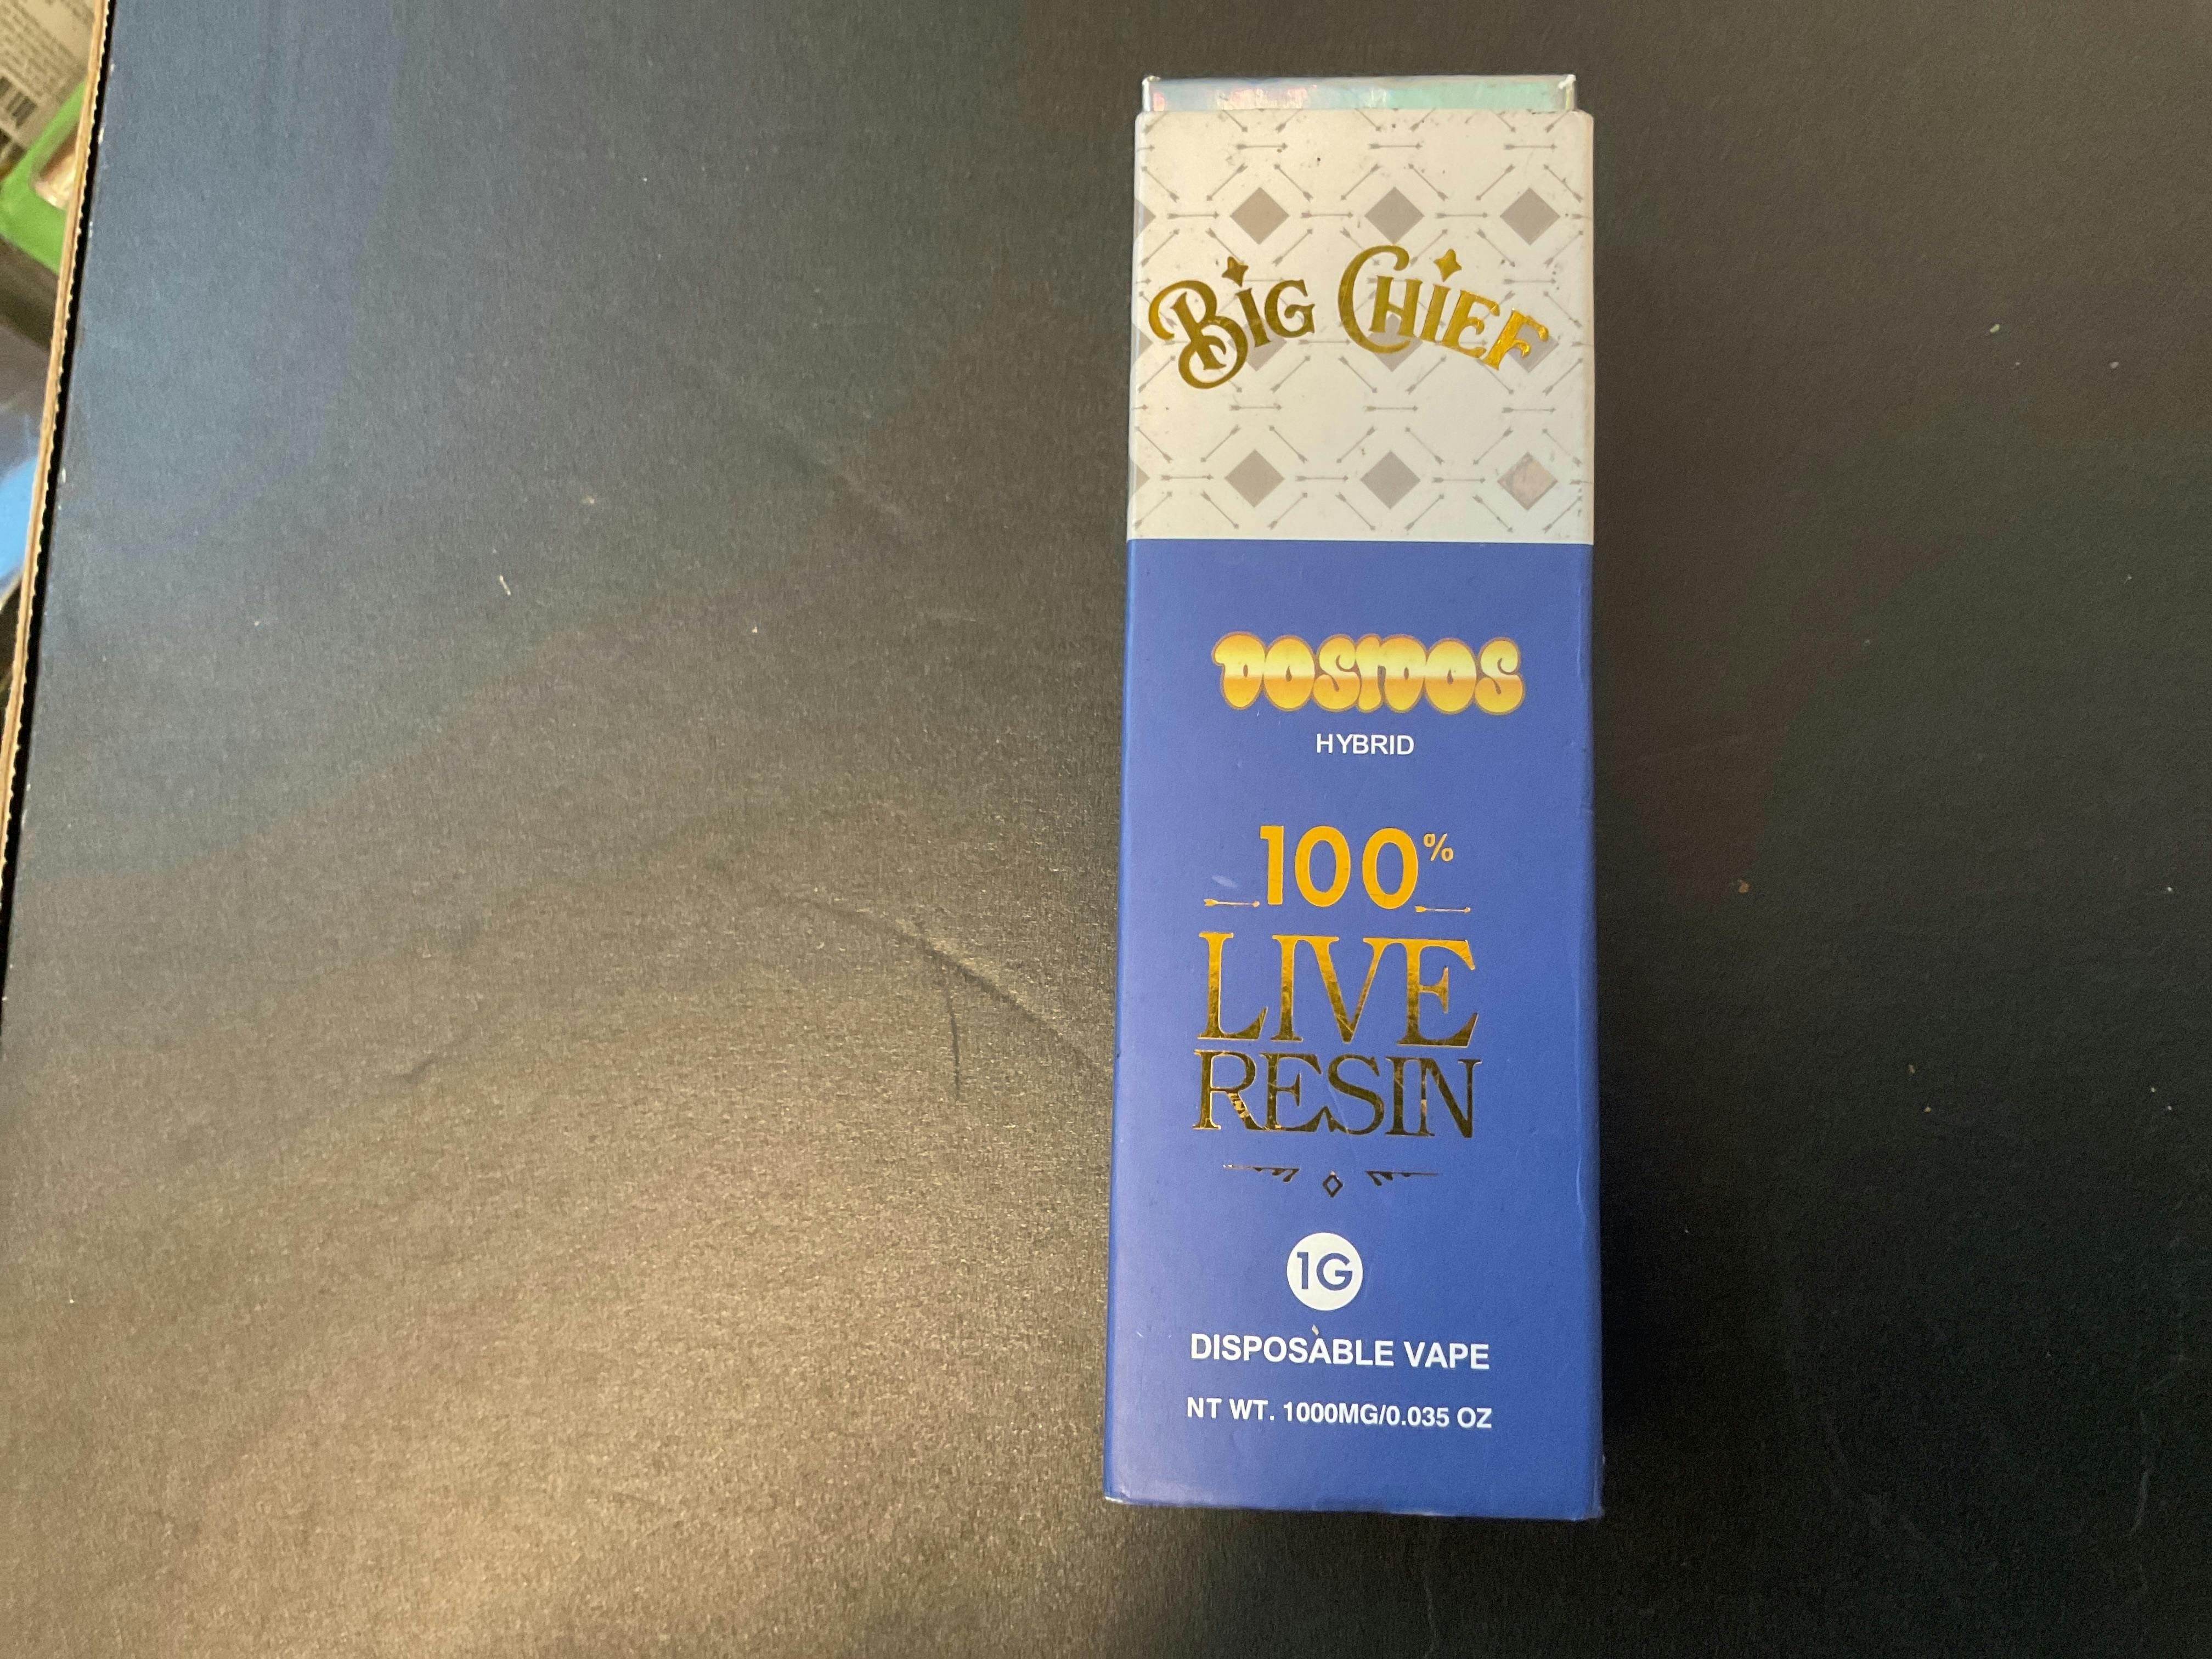 BIG CHIEF
DOSIDOS
HYBRID
100%
LIVE
RESIN
1G
DISPOSABLE VAPE
NT WT. 1000MG/0.035 OZ